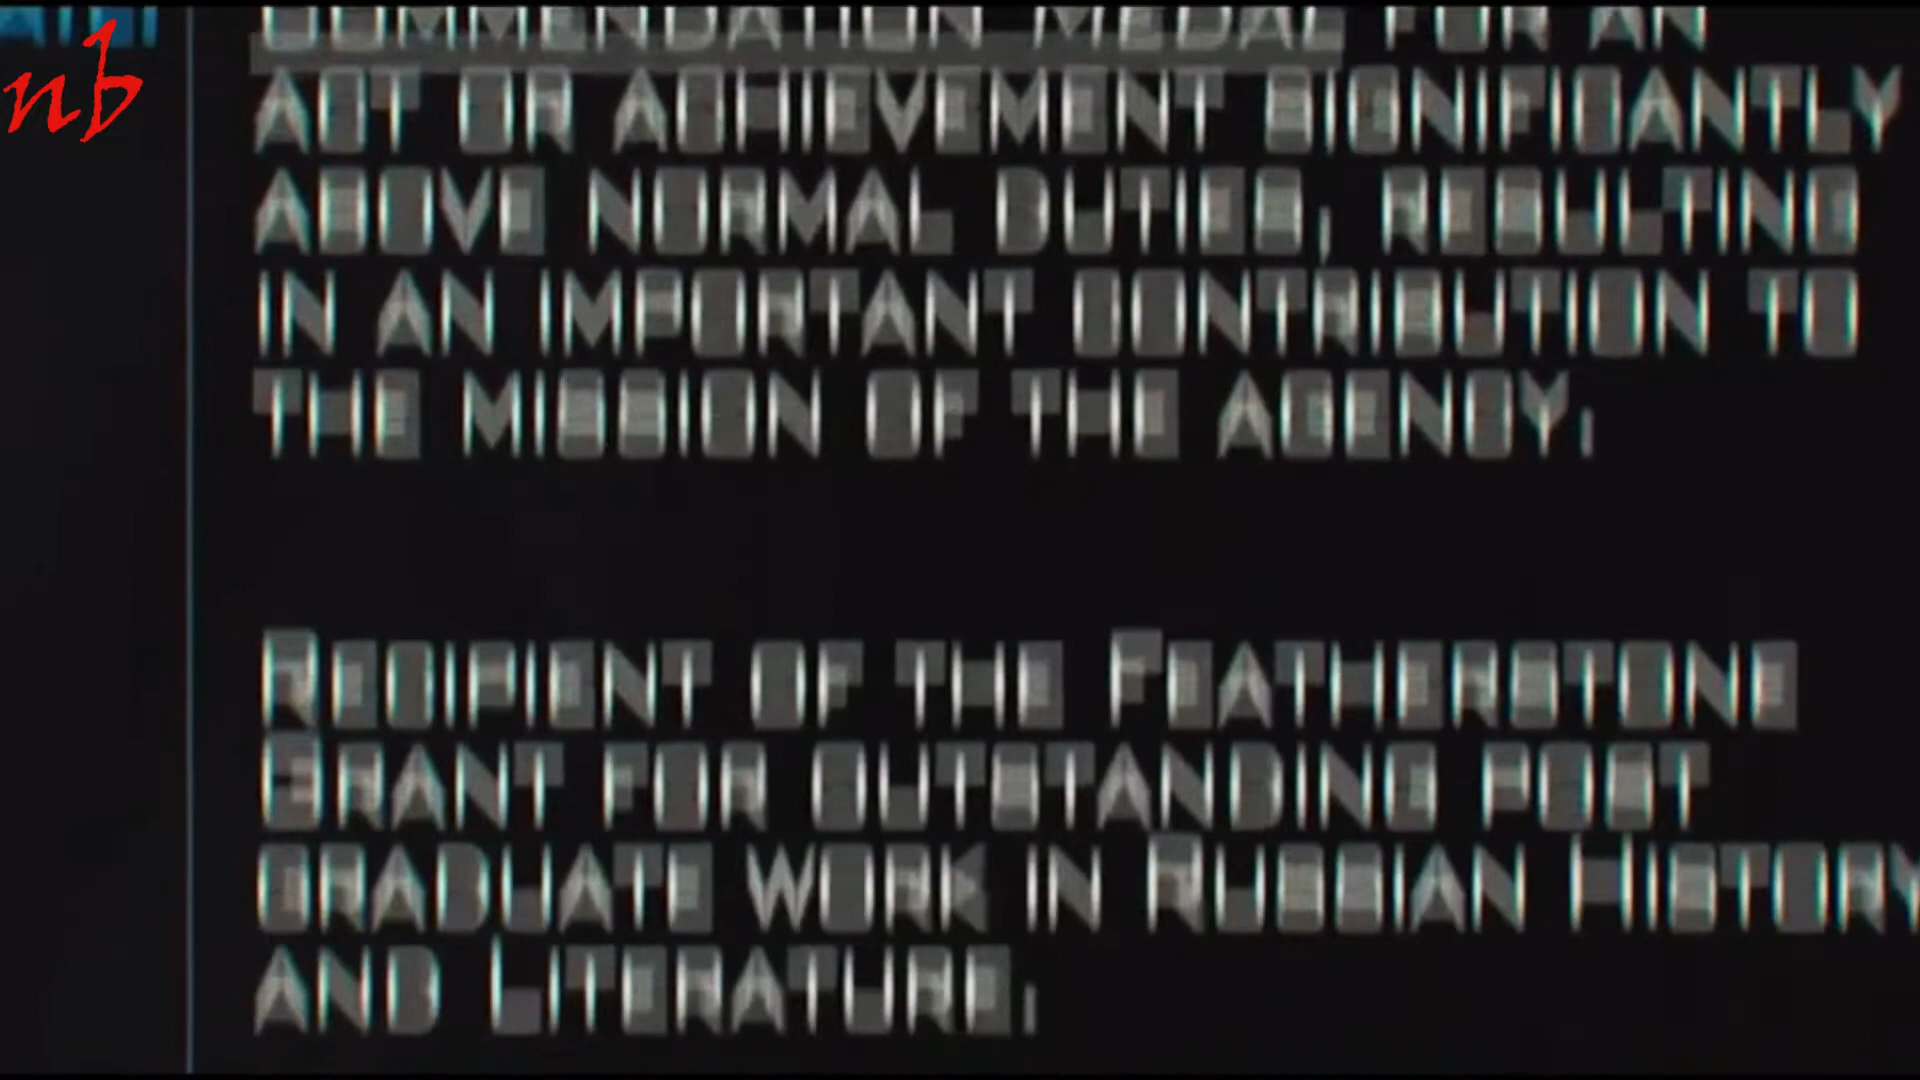 nb
COMMENDATION MEDAL FOR AN
ACT OR ACHIEVEMENT SIGNIFICANTLY
ABOVE NORMAL DUTIES, RESULTING
IN AN IMPORTANT CONTRIBUTION TO
THE MISSION OF THE AGENCY.
RECIPIENT OF THE FEATHERSTONE
GRANT FOR OUTSTANDING POST
GRADUATE WORK IN RUSSIAN HISTORY
AND LITERATURE.